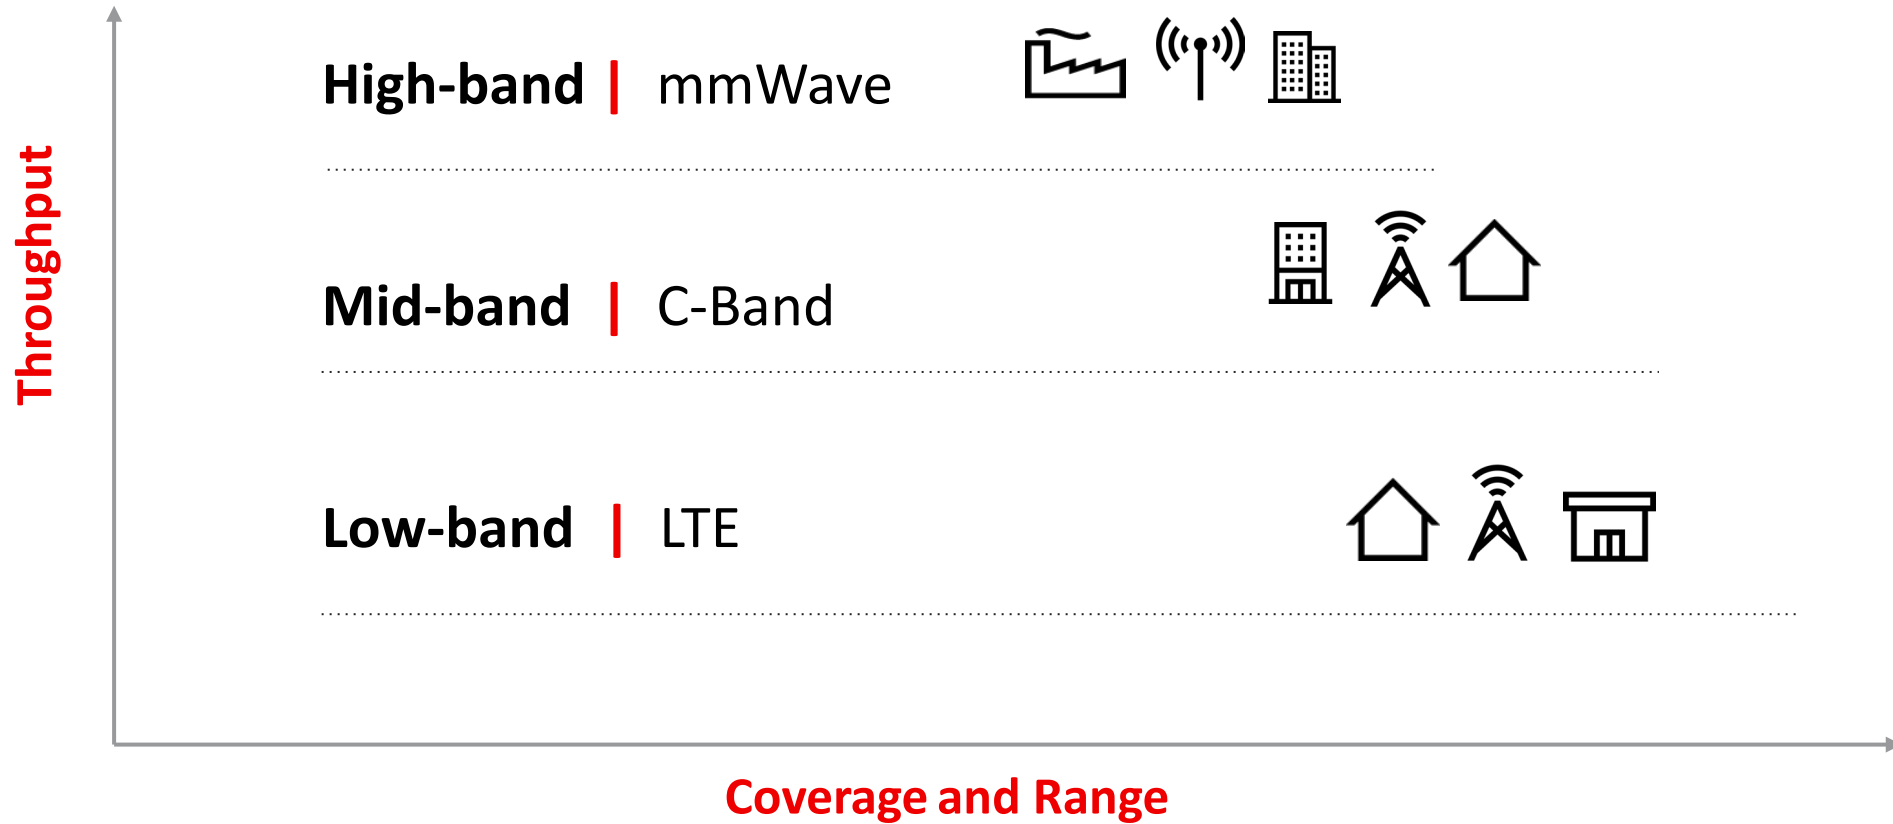 High-band | mmWave
Throughput
Mid-band | C-Band
Low-band | LTE
Coverage and Range